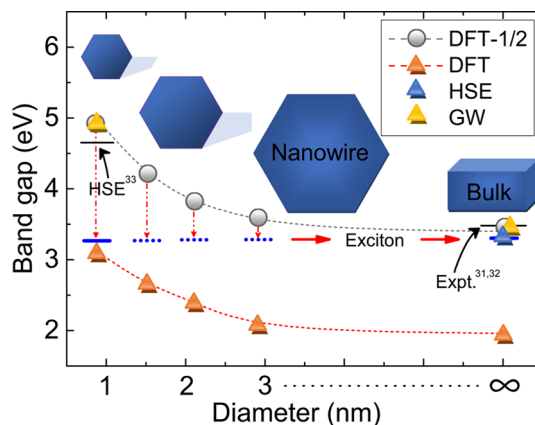 6
5
4
3
2
Band gap (eV)
DFT-1/2
DFT
HSE
GW
Nanowire
Bulk
HSE33
Exciton
Expt.31,32
1 2 3 ∞
Diameter (nm)